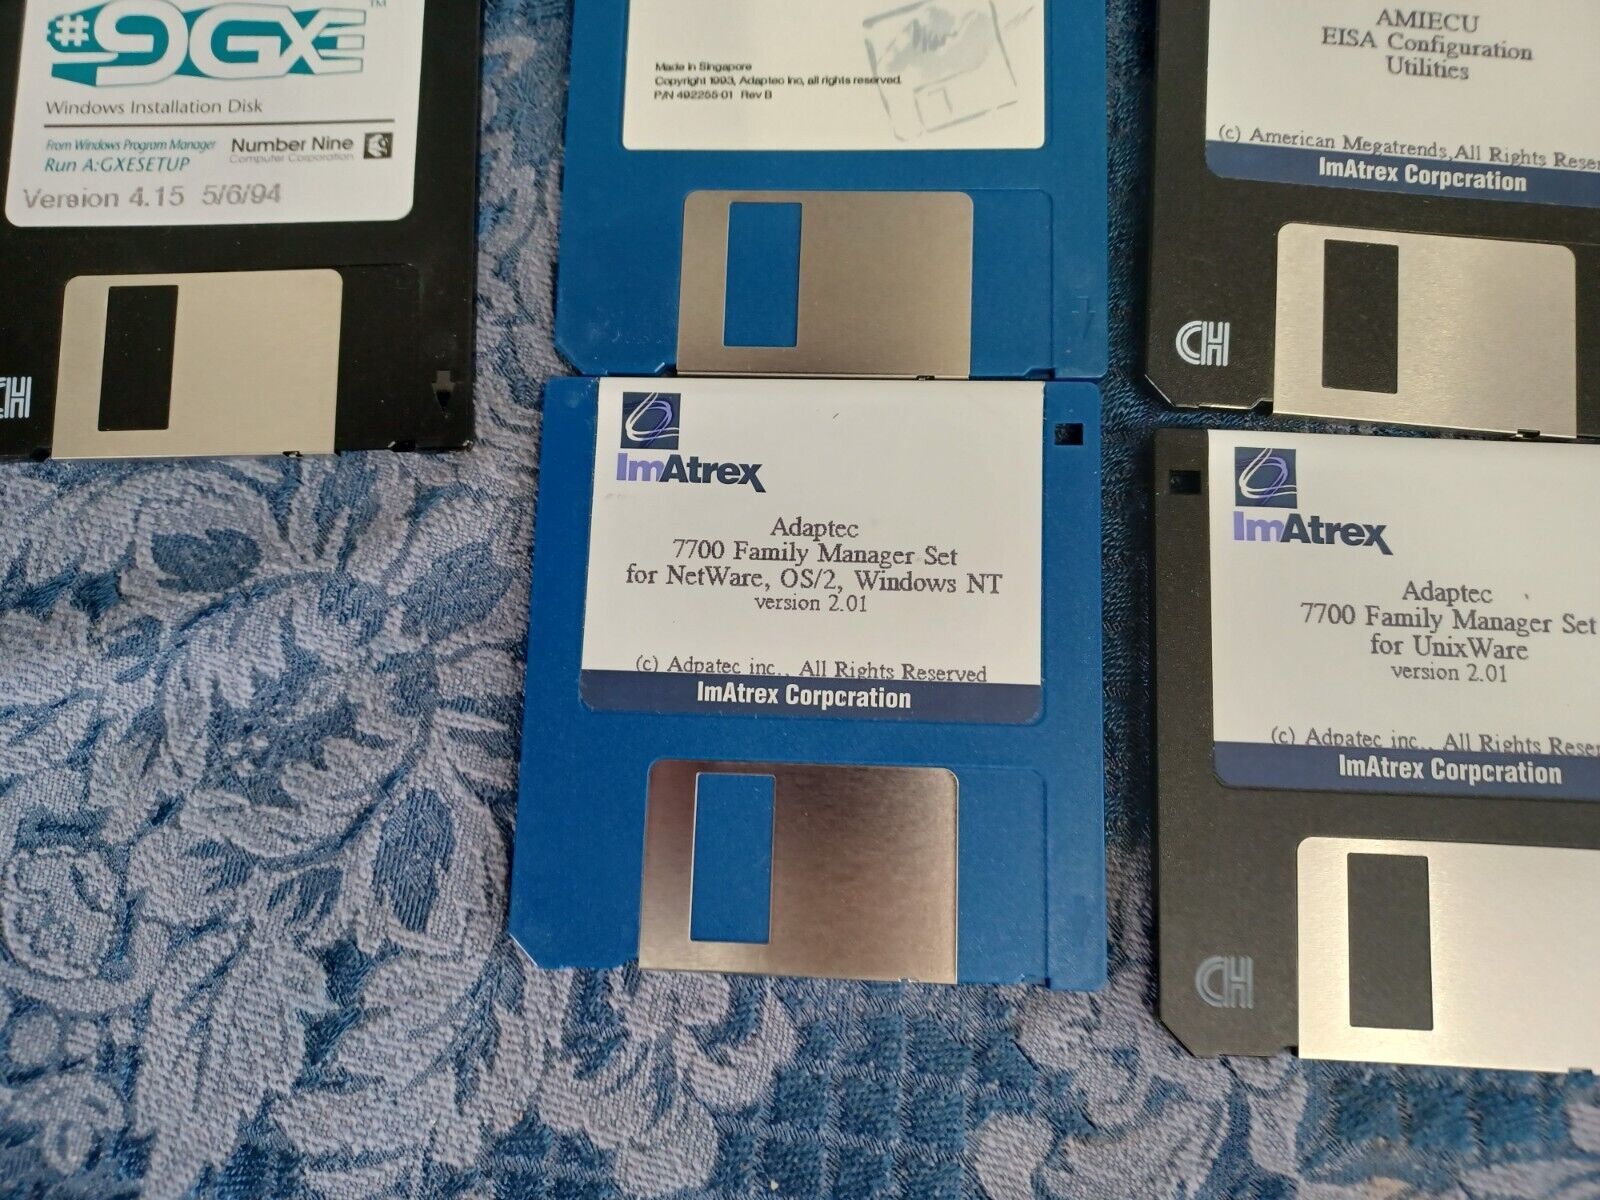 #9GXE™
Windows Installation Disk
From Windows Program Manager
Run A:GXESETUP
Number Nine
Computer Corporation
Version 4.15 5/6/94
CH
Made in Singapore
Copyright 1993, Adaptec Inc, all rights reserved.
P/N 492255-01 Rev B
AMIECU
EISA Configuration
Utilities
(c) American Megatrends,All Rights Reser
ImAtrex Corpcration
CH
ImAtrex
Adaptec
7700 Family Manager Set
for NetWare, OS/2, Windows NT
version 2.01
(c) Adpatec inc., All Rights Reserved
ImAtrex Corpcration
ImAtrex
Adaptec
7700 Family Manager Set
for UnixWare
version 2.01
(c) Adpatec inc., All Rights Reser
ImAtrex Corpcration
CH